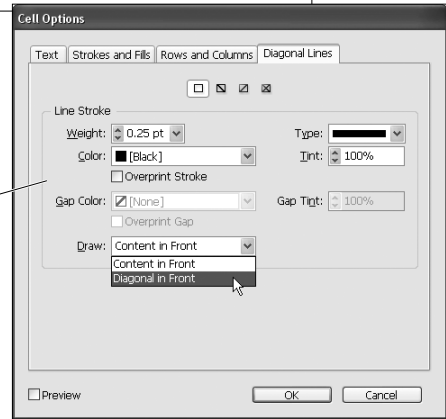 Cell Options
Text Strokes and Fills Rows and Columns Diagonal Lines
Line Stroke
Weight: 0.25 pt Type:
Color: [Black] Tint: 100%
Overprint Stroke
Gap Color: [None] Gap Tint: 100%
Overprint Gap
Draw: Content in Front
Content in Front
Diagonal in Front
Preview OK Cancel